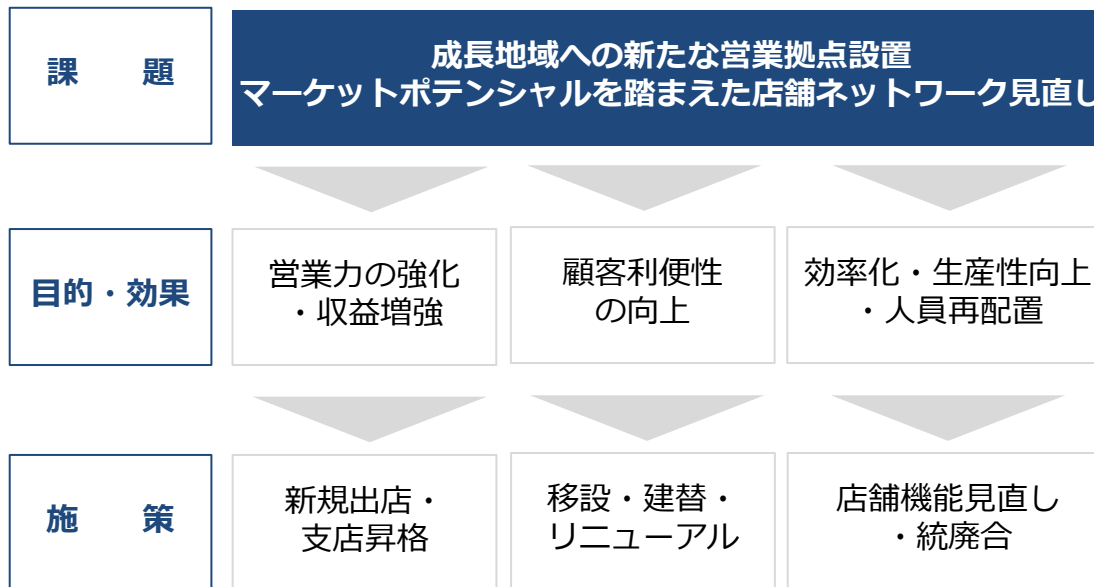 課　題
成長地域への新たな営業拠点設置
マーケットポテンシャルを踏まえた店舗ネットワーク見直し
目的・効果
営業力の強化
・収益増強
顧客利便性
の向上
効率化・生産性向上
・人員再配置
施　策
新規出店・
支店昇格
移設・建替・
リニューアル
店舗機能見直し
・統廃合